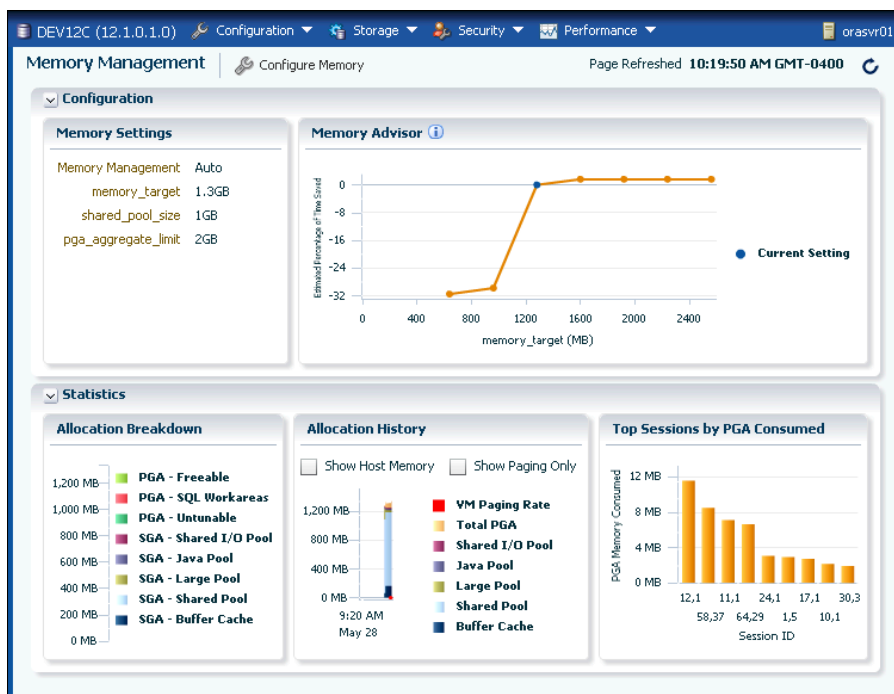 DEV12C (12.1.0.1.0) Configuration Storage Security Performance orasvr01
Memory Management Configure Memory Page Refreshed 10:19:50 AM GMT-0400
Configuration
Memory Settings
Memory Management Auto
memory_target 1.3GB
shared_pool_size 1GB
pga_aggregate_limit 2GB
Memory Advisor
Estimated Percentage of Time Saved
0
-8
-16
-24
-32
0 400 800 1200 1600 2000 2400
memory_target (MB)
Current Setting
Statistics
Allocation Breakdown
1,200 MB
1,000 MB
800 MB
600 MB
400 MB
200 MB
0 MB
PGA - Freeable
PGA - SQL Workareas
PGA - Untunable
SGA - Shared I/O Pool
SGA - Java Pool
SGA - Large Pool
SGA - Shared Pool
SGA - Buffer Cache
Allocation History
Show Host Memory Show Paging Only
1,200 MB
800 MB
400 MB
0 MB
9:20 AM
May 28
VM Paging Rate
Total PGA
Shared I/O Pool
Java Pool
Large Pool
Shared Pool
Buffer Cache
Top Sessions by PGA Consumed
PGA Memory Consumed
12 MB
8 MB
4 MB
0 MB
12,1 11,1 24,1 17,1 30,3
58,37 64,29 1,5 10,1
Session ID